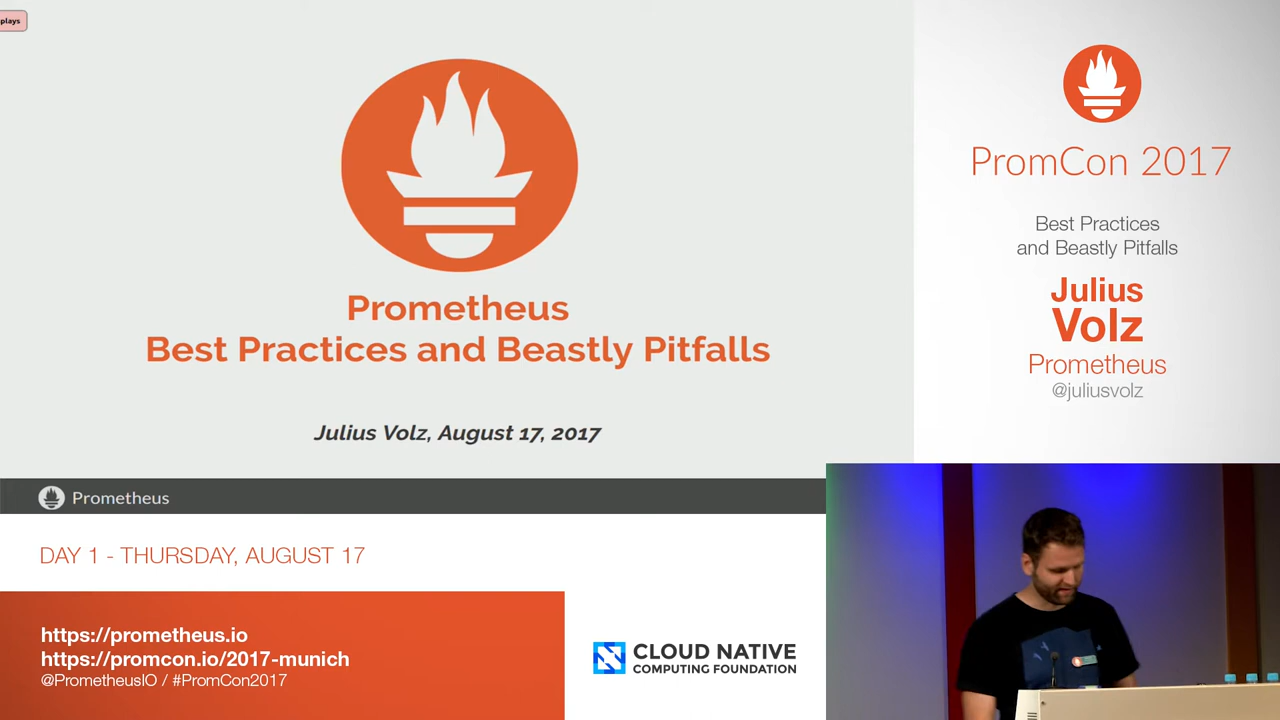 plays
Prometheus
Best Practices and Beastly Pitfalls
Julius Volz, August 17, 2017
Prometheus
PromCon 2017
Best Practices
and Beastly Pitfalls
Julius
Volz
Prometheus
@juliusvolz
DAY 1 - THURSDAY, AUGUST 17
https://prometheus.io
https://promcon.io/2017-munich
@PrometheusIO / #PromCon2017
CLOUD NATIVE
COMPUTING FOUNDATION